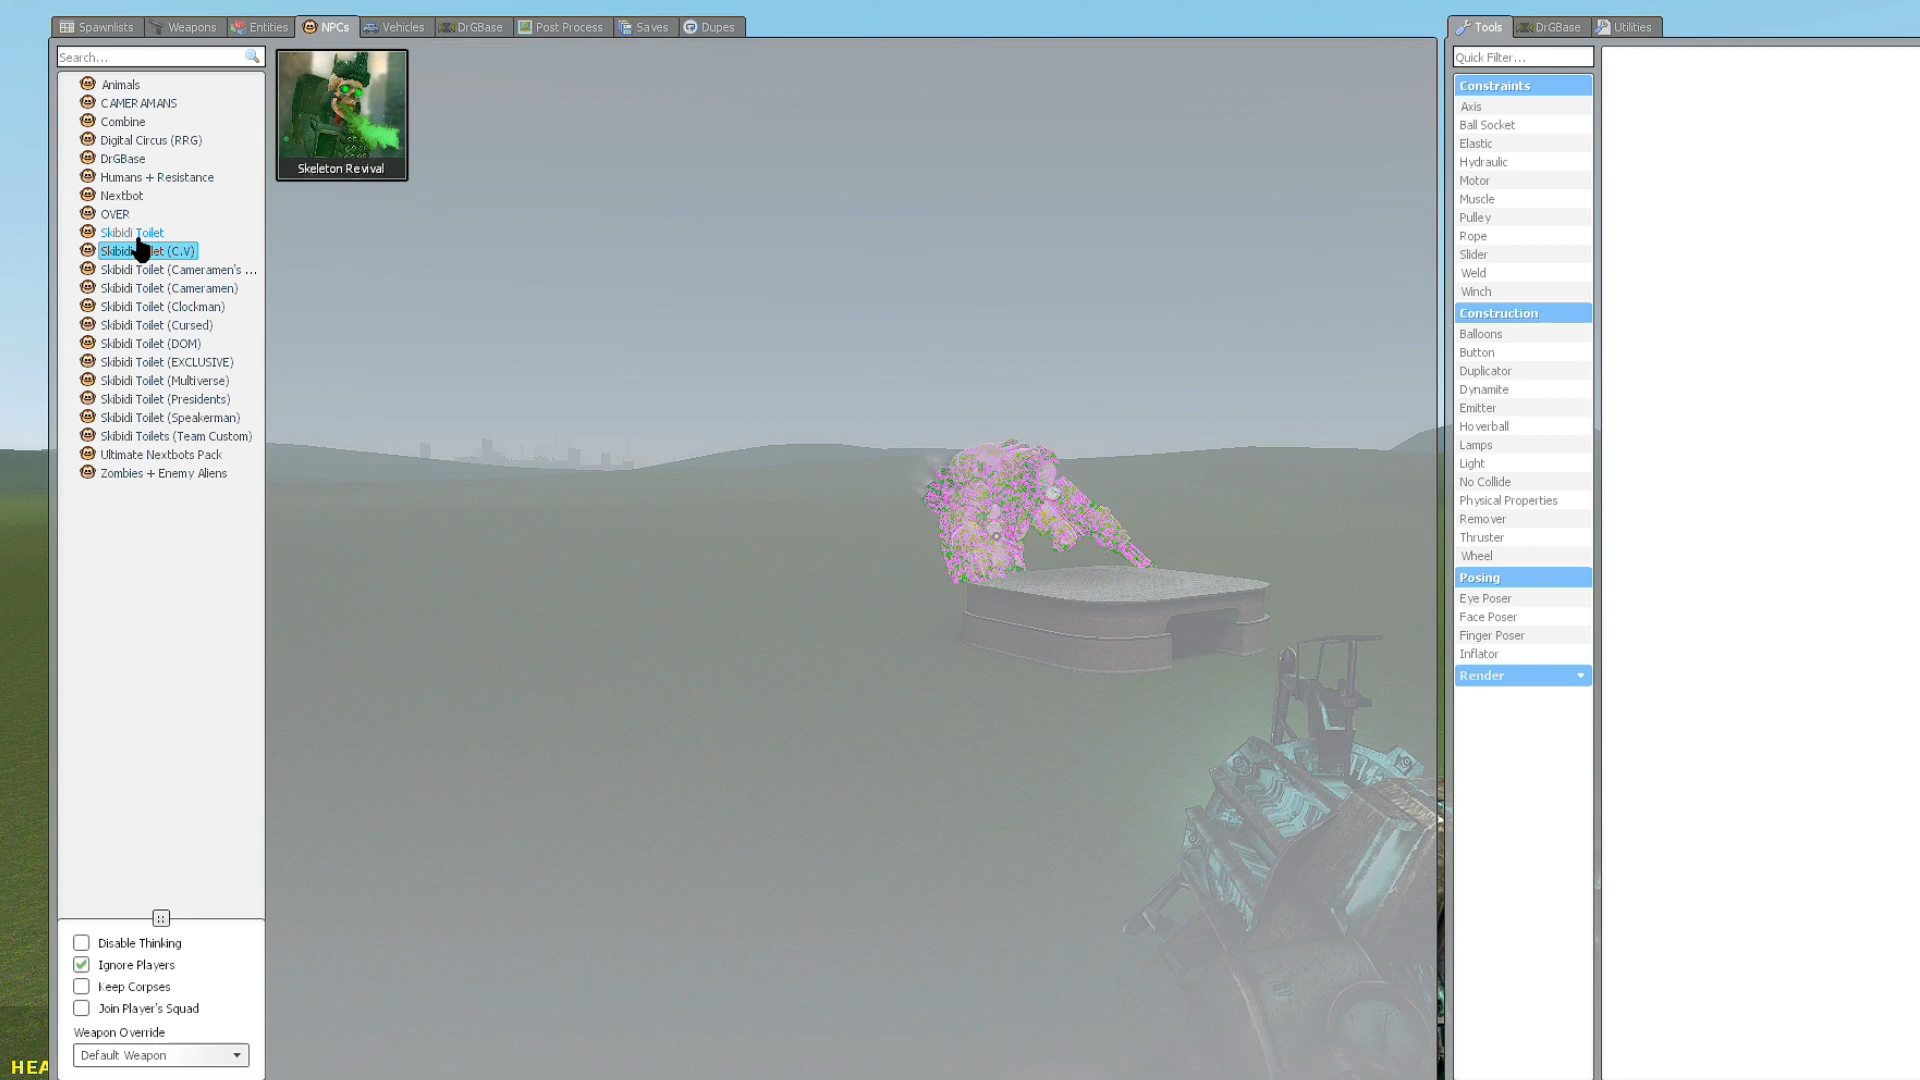 Spawnlists
Weapons
Entities
NPCs
Vehicles
DrGBase
Post Process
Saves
Dupes
Tools
DrGBase
Utilities
Search...
Animals
CAMERAMANS
Combine
Digital Circus (RRG)
DrGBase
Humans + Resistance
Nextbot
OVER
Skibidi Toilet
Skibidi Toilet (C.V)
Skibidi Toilet (Cameramen's ...
Skibidi Toilet (Cameramen)
Skibidi Toilet (Clockman)
Skibidi Toilet (Cursed)
Skibidi Toilet (DOM)
Skibidi Toilet (EXCLUSIVE)
Skibidi Toilet (Multiverse)
Skibidi Toilet (Presidents)
Skibidi Toilet (Speakerman)
Skibidi Toilets (Team Custom)
Ultimate Nextbots Pack
Zombies + Enemy Aliens
Disable Thinking
Ignore Players
Keep Corpses
Join Player's Squad
Weapon Override
Default Weapon
HEA
Skeleton Revival
Quick Filter...
Constraints
Axis
Ball Socket
Elastic
Hydraulic
Motor
Muscle
Pulley
Rope
Slider
Weld
Winch
Construction
Balloons
Button
Duplicator
Dynamite
Emitter
Hoverball
Lamps
Light
No Collide
Physical Properties
Remover
Thruster
Wheel
Posing
Eye Poser
Face Poser
Finger Poser
Inflator
Render